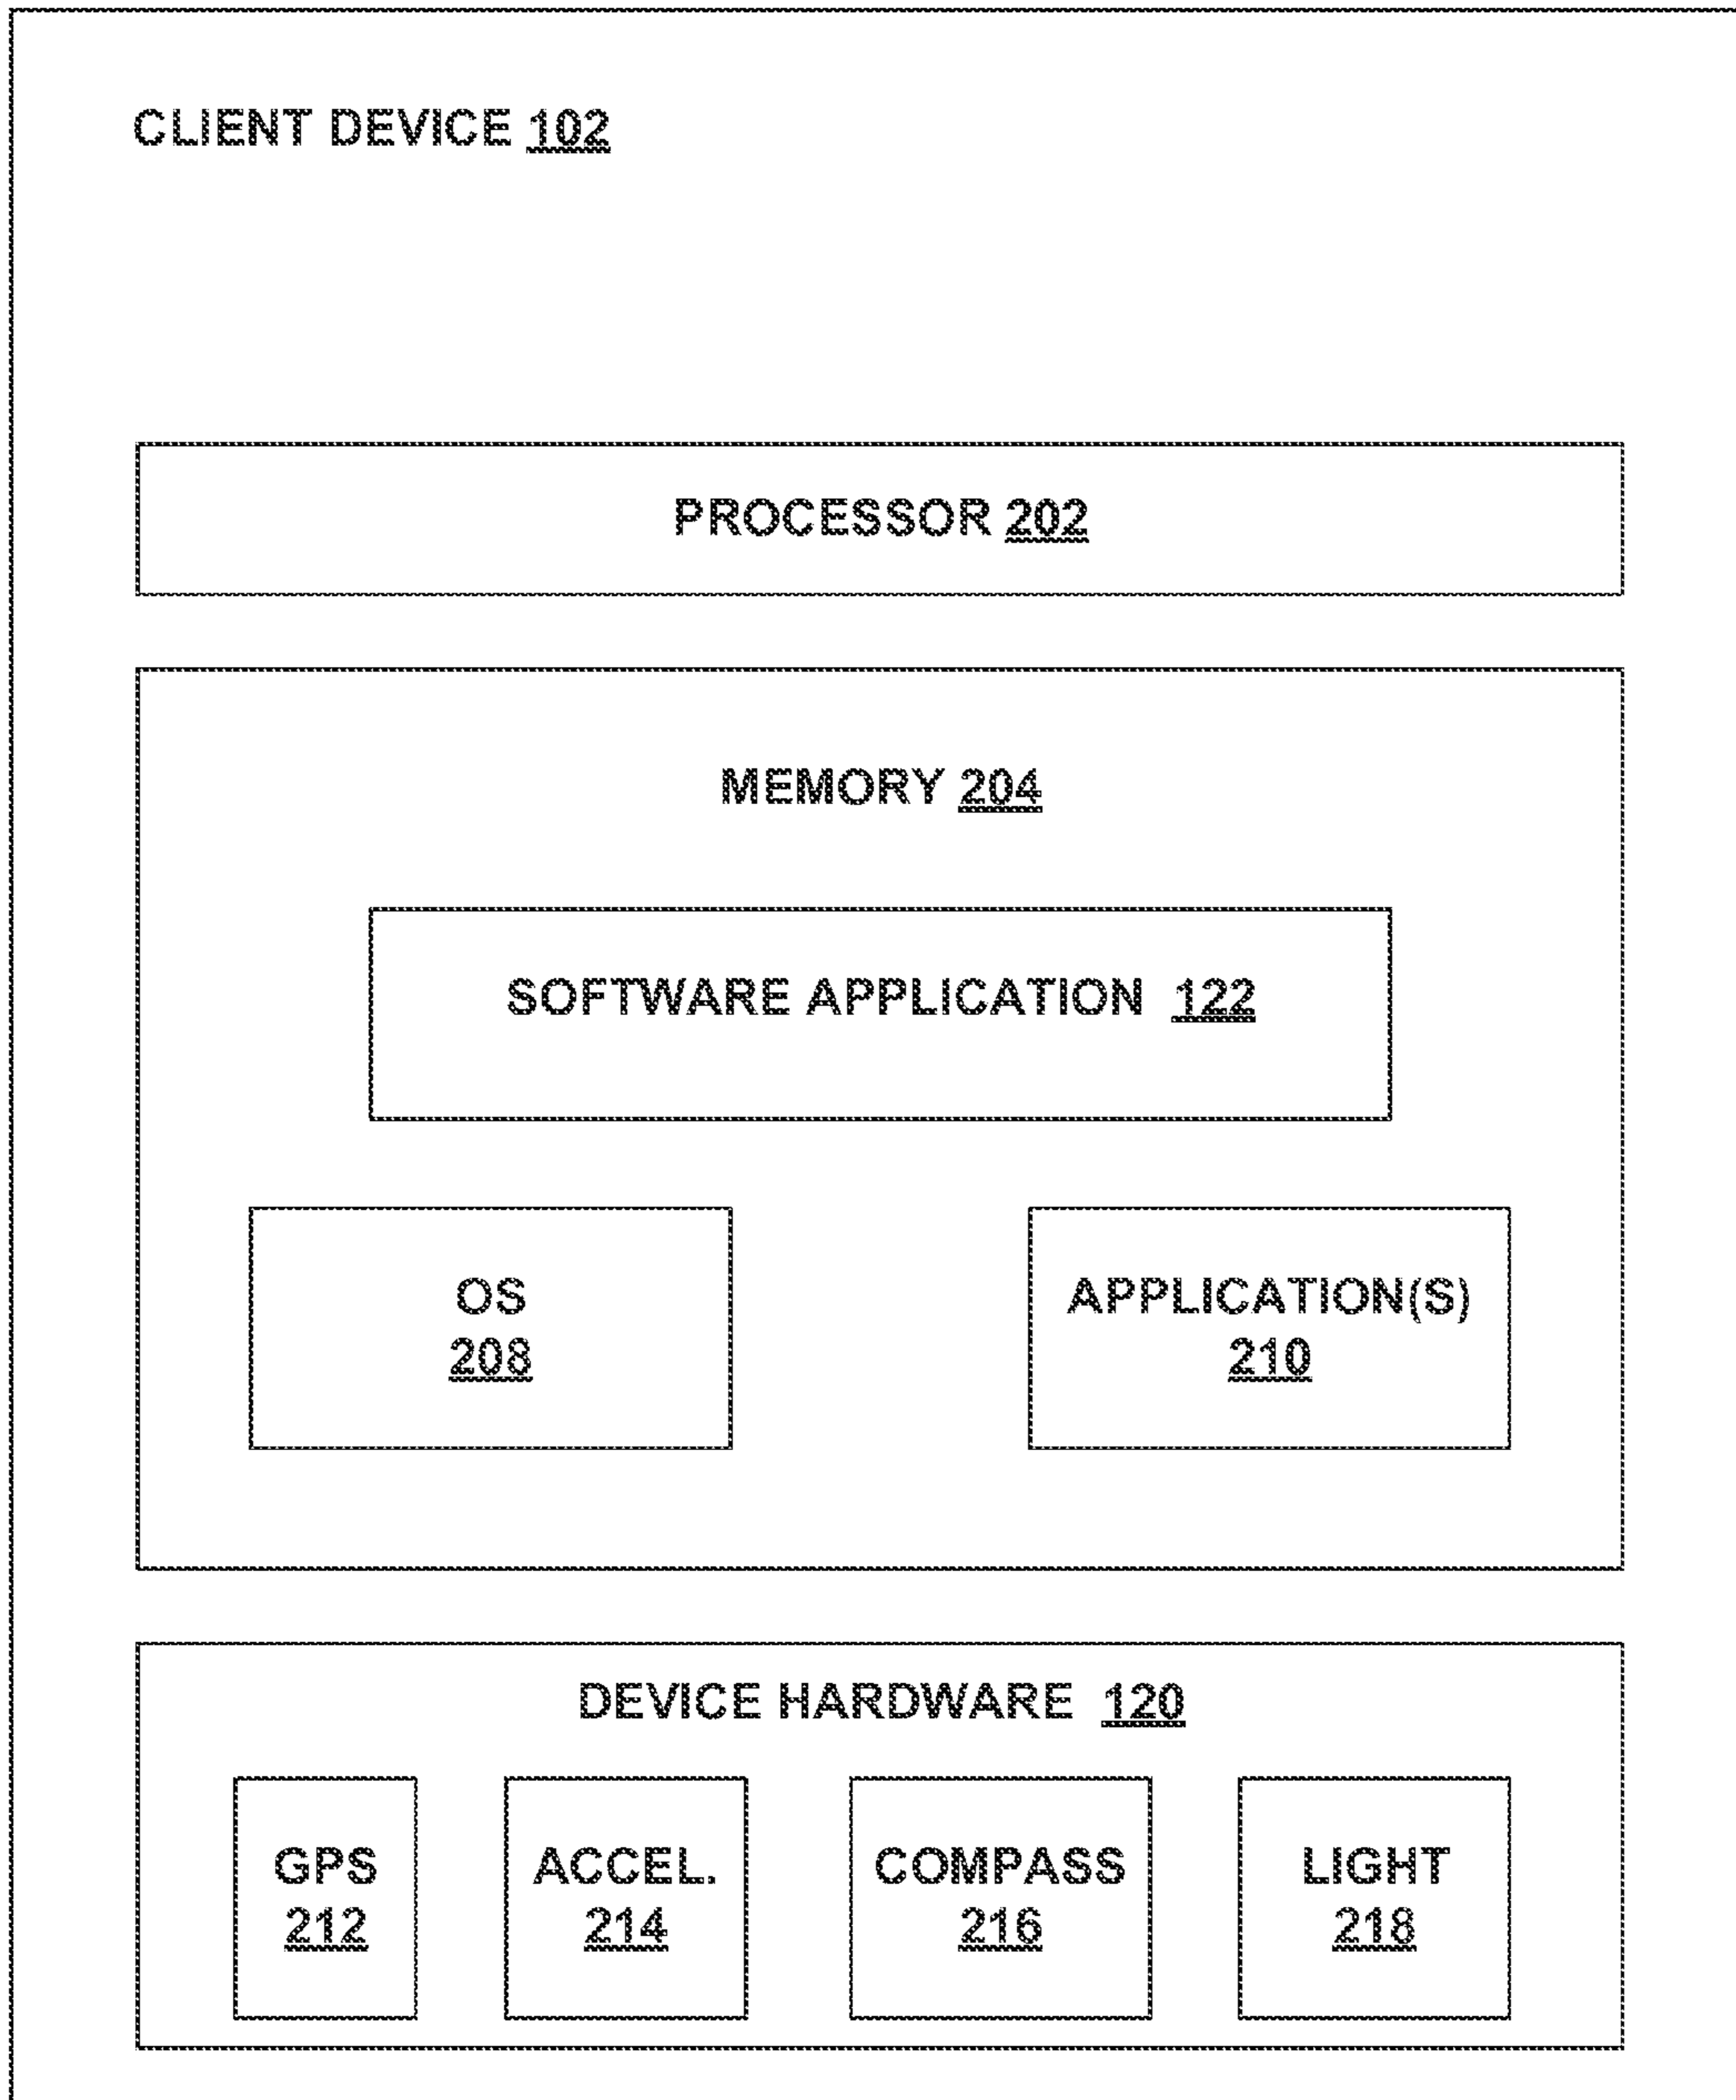 CLIENT DEVICE 102
PROCESSOR 202
MEMORY 204
SOFTWARE APPLICATION 122
OS
208
APPLICATION(S)
210
DEVICE HARDWARE 120
GPS
212
ACCEL.
214
COMPASS
216
LIGHT
218